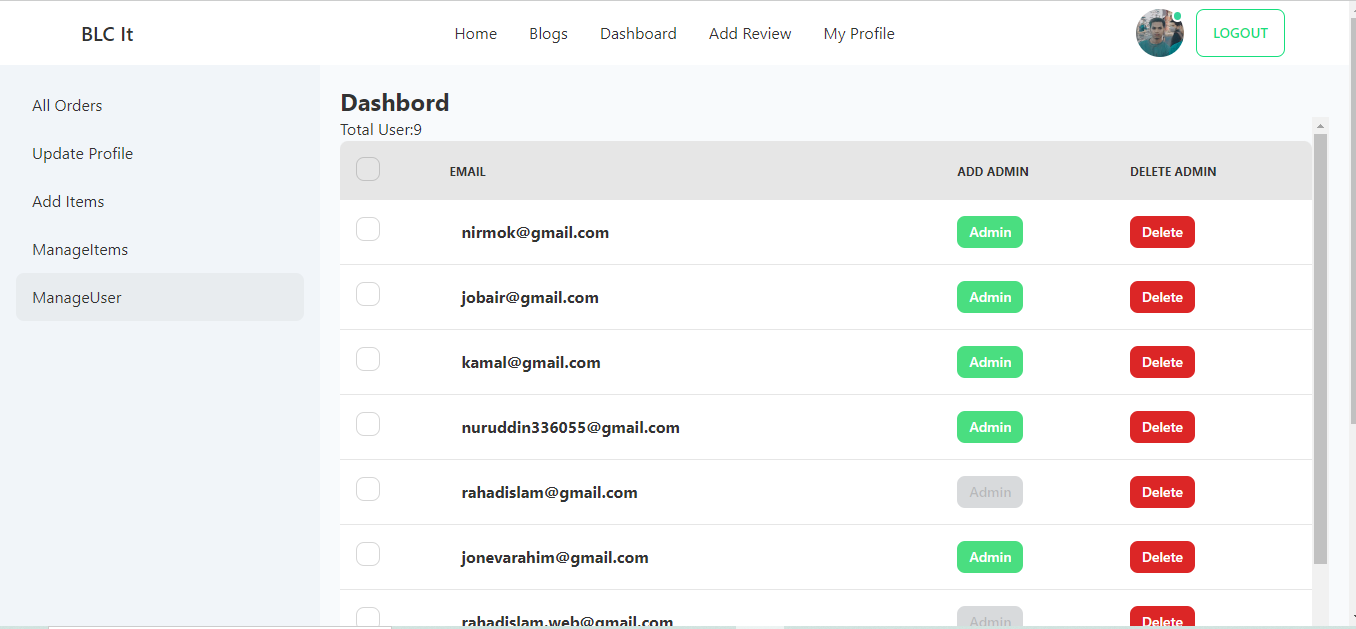 BLC It Home Blogs Dashboard Add Review My Profile LOGOUT
All Orders
Update Profile
Add Items
ManageItems
ManageUser
Dashbord
Total User:9
EMAIL ADD ADMIN DELETE ADMIN
nirmok@gmail.com Admin Delete
jobair@gmail.com Admin Delete
kamal@gmail.com Admin Delete
nuruddin336055@gmail.com Admin Delete
rahadislam@gmail.com Admin Delete
jonevarahim@gmail.com Admin Delete
rahadislam.web@gmail.com Admin Delete